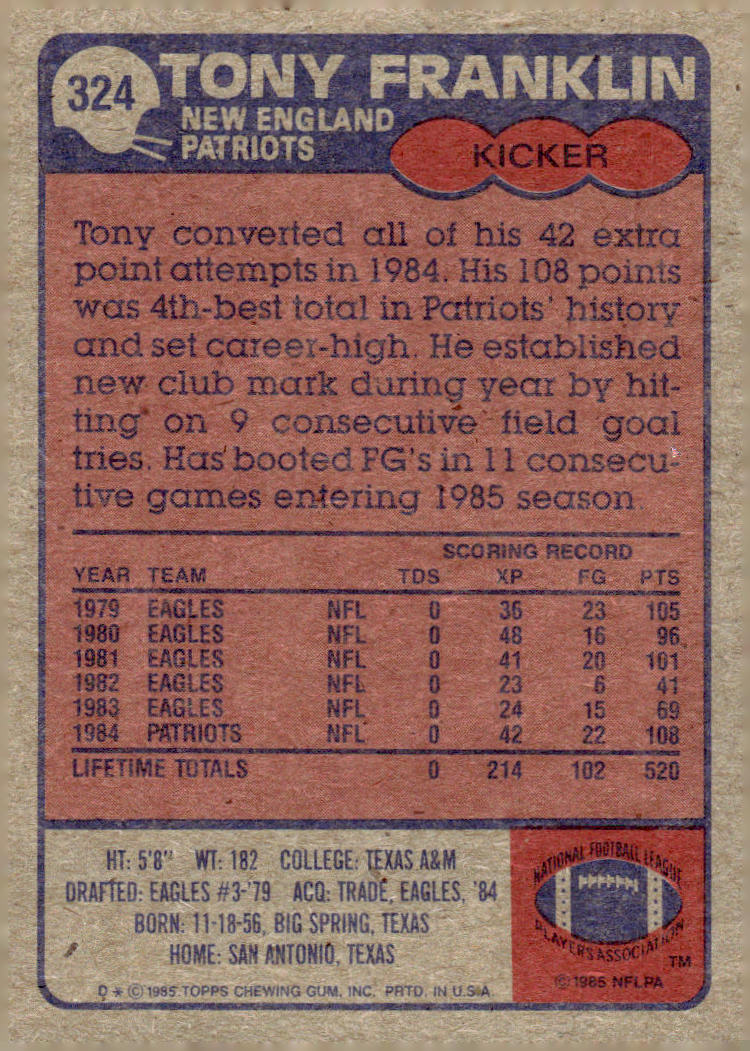 324
TONY FRANKLIN
NEW ENGLAND
PATRIOTS
KICKER
Tony converted all of his 42 extra
point attempts in 1984. His 108 points
was 4th-best total in Patriots' history
and set career-high. He established
new club mark during year by hit-
ting on 9 consecutive field goal
tries. Has booted FG's in 11 consecu-
tive games entering 1985 season.
SCORING RECORD
YEAR TEAM TDS XP FG PTS
1979 EAGLES NFL 0 36 23 105
1980 EAGLES NFL 0 48 16 96
1981 EAGLES NFL 0 41 20 101
1982 EAGLES NFL 0 23 6 41
1983 EAGLES NFL 0 24 15 69
1984 PATRIOTS NFL 0 42 22 108
LIFETIME TOTALS 0 214 102 520
HT: 5'8" WT: 182 COLLEGE: TEXAS A&M
DRAFTED: EAGLES #3-'79 ACQ: TRADE, EAGLES, '84
BORN: 11-18-56, BIG SPRING, TEXAS
HOME: SAN ANTONIO, TEXAS
D * © 1985 TOPPS CHEWING GUM, INC. PRTD. IN U.S.A.
NATIONAL FOOTBALL LEAGUE
PLAYERS ASSOCIATION
TM
© 1985 NFLPA